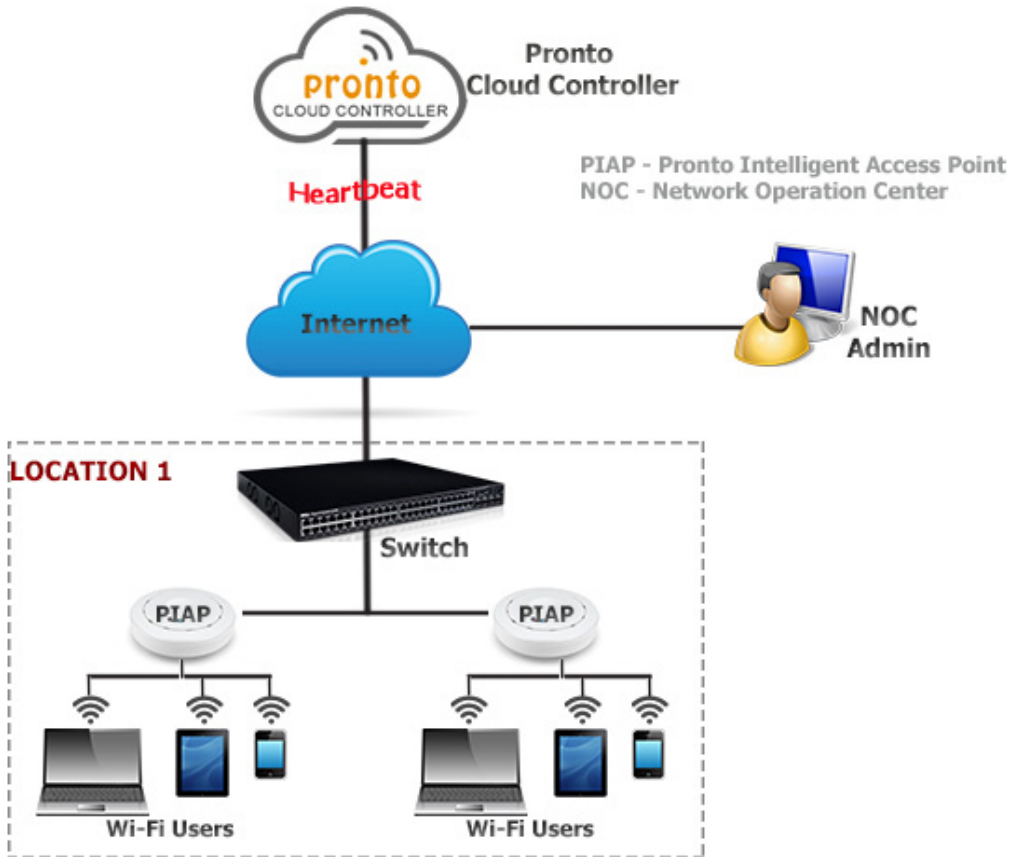 pronto
CLOUD CONTROLLER
Pronto
Cloud Controller
Heartbeat
PIAP - Pronto Intelligent Access Point
NOC - Network Operation Center
Internet
NOC
Admin
LOCATION 1
Switch
PIAP
PIAP
Wi-Fi Users
Wi-Fi Users